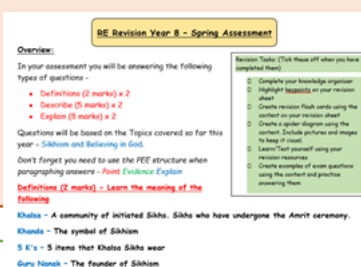 RE Revision Year 8 – Spring Assessment
Overview:
In your assessment you will be answering the following
types of questions -
Definitions (2 marks) x 2
Describe (5 marks) x 2
Explain (8 marks) x 2
Questions will be based on the Topics covered so far this
year – Sikhism and Believing in God.
Don't forget you need to use the PEE structure when
paragraphing answers – Point Evidence Explain
Definitions (2 marks) – Learn the meaning of the
following
Khalsa – A community of initiated Sikhs. Sikhs who have undergone the Amrit ceremony.
Khanda – The symbol of Sikhism
5 K's – 5 items that Khalsa Sikhs wear
Guru Nanak – The founder of Sikhism
Revision Tasks (Tick these off when you have
completed them)
Complete your knowledge organiser
Highlight keypoints on your revision
sheet
Create revision flash cards using the
content on your revision sheet
Create a spider diagram using the
content. Include pictures and images
to keep it visual.
Learn/Test yourself using your
revision resources
Create examples of exam questions
using the content and practice
answering them